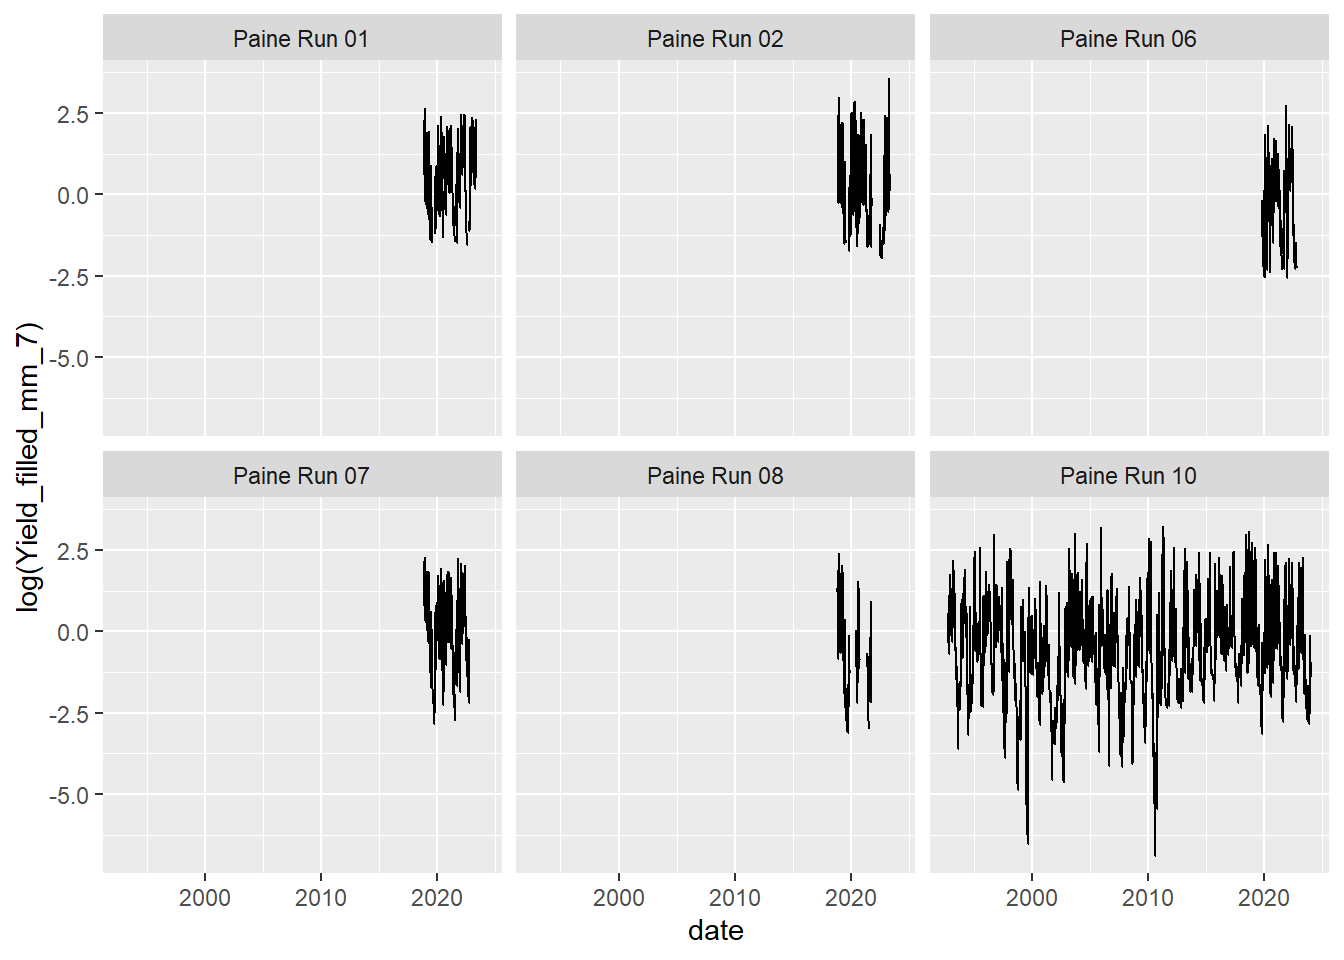 Paine Run 01
Paine Run 02
Paine Run 06
2.5
0.0
-2.5
-5.0
Paine Run 07
Paine Run 08
Paine Run 10
2.5
0.0
-2.5
-5.0
2000 2010 2020
2000 2010 2020
2000 2010 2020
date
log(Yield_filled_mm_7)